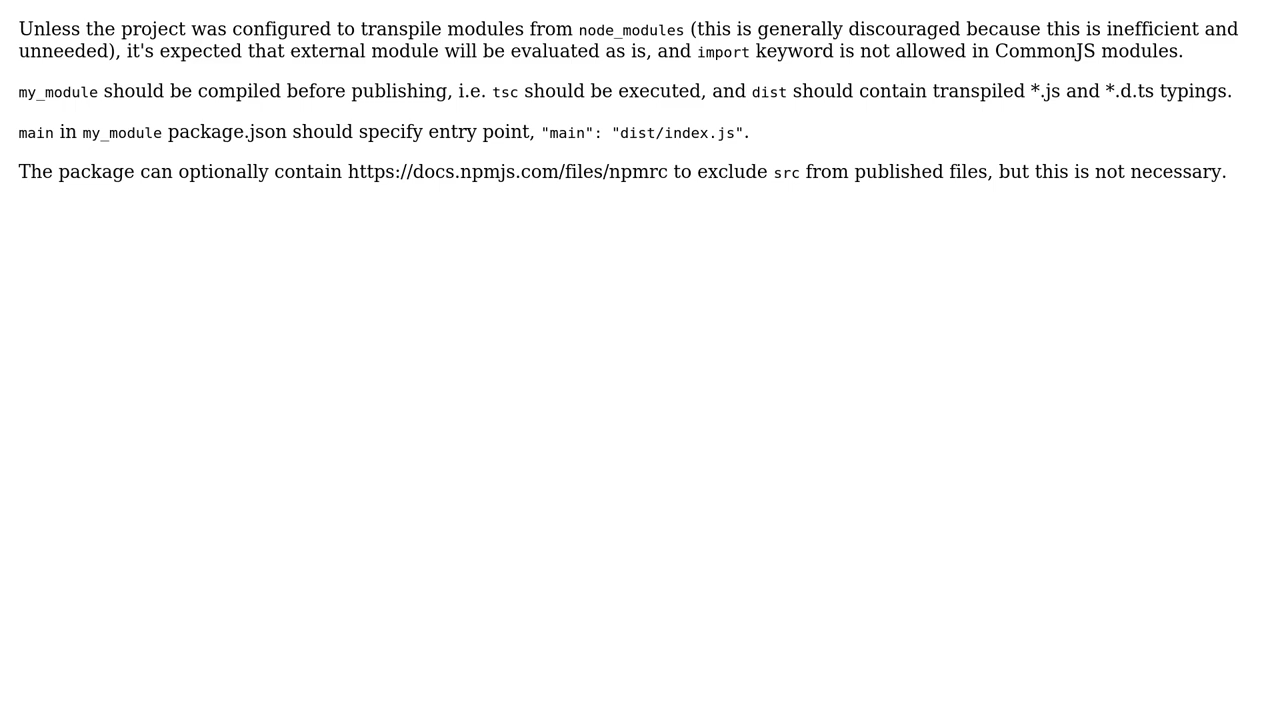 Unless the project was configured to transpile modules from node_modules (this is generally discouraged because this is inefficient and
unneeded), it's expected that external module will be evaluated as is, and import keyword is not allowed in CommonJS modules.
my_module should be compiled before publishing, i.e. tsc should be executed, and dist should contain transpiled *.js and *.d.ts typings.
main in my_module package.json should specify entry point, "main": "dist/index.js".
The package can optionally contain https://docs.npmjs.com/files/npmrc to exclude src from published files, but this is not necessary.